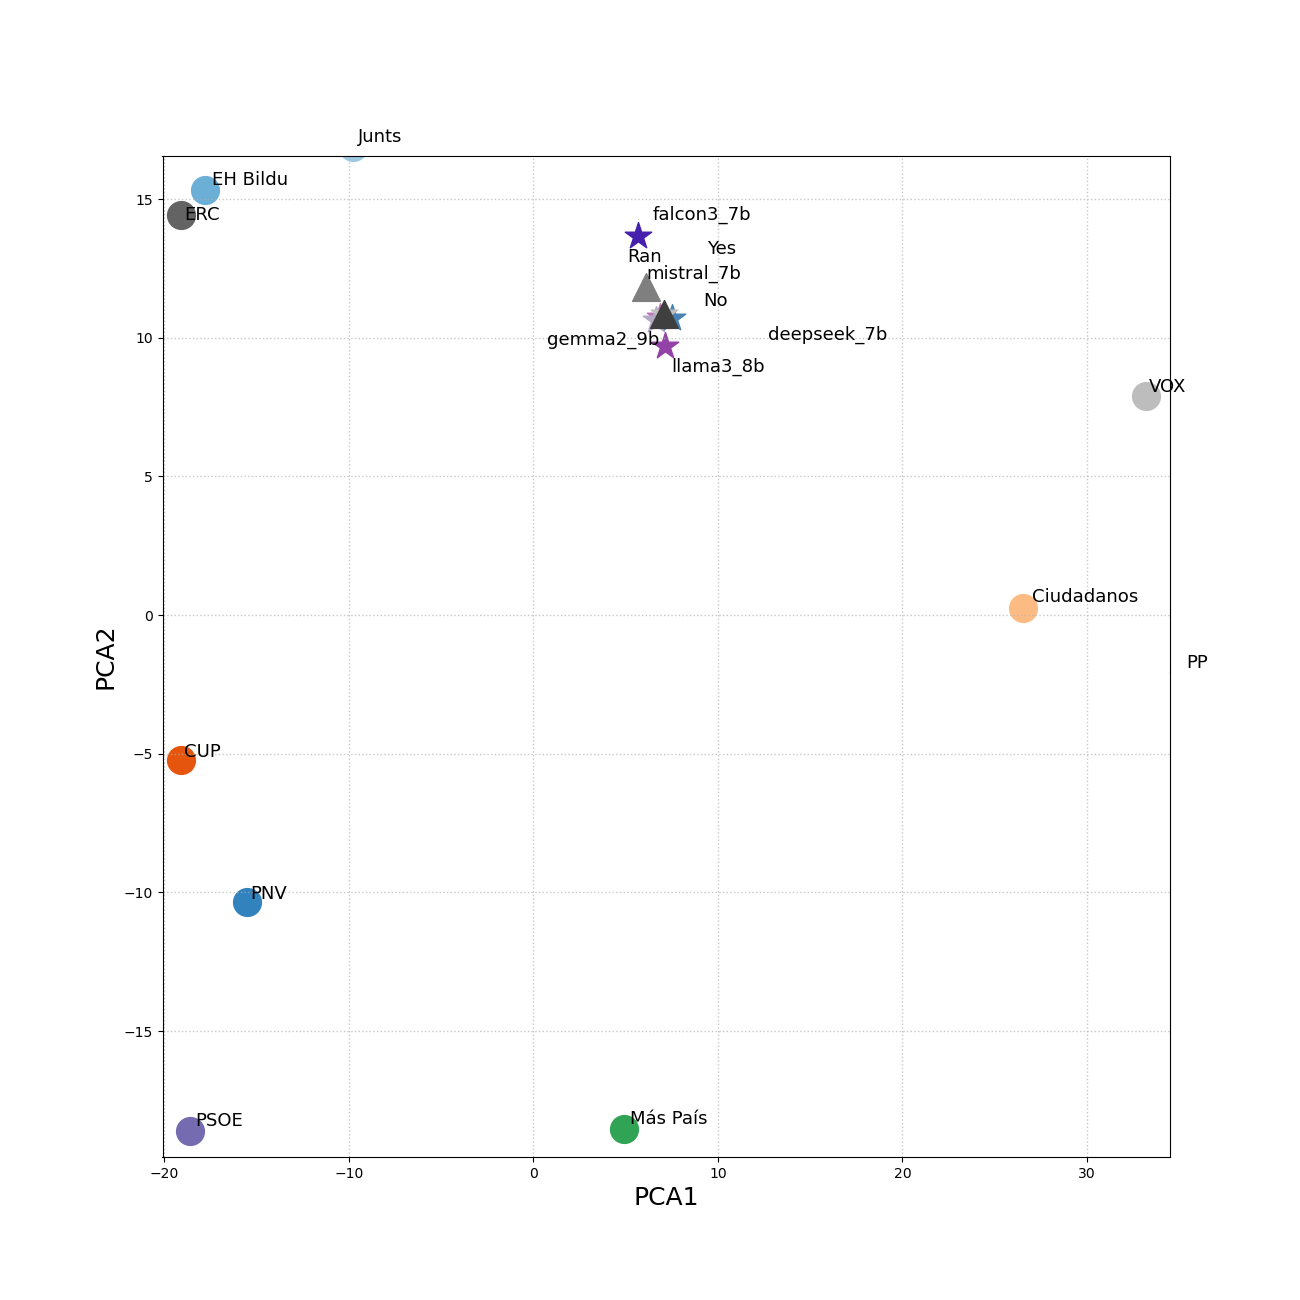 Junts
EH Bildu
ERC
falcon3_7b
Yes
Ran
mistral_7b
No
deepseek_7b
gemma2_9b
llama3_8b
VOX
Ciudadanos
PP
CUP
PNV
PSOE
Más País
15
10
5
0
−5
−10
−15
PCA2
−20
−10
0
10
20
30
PCA1